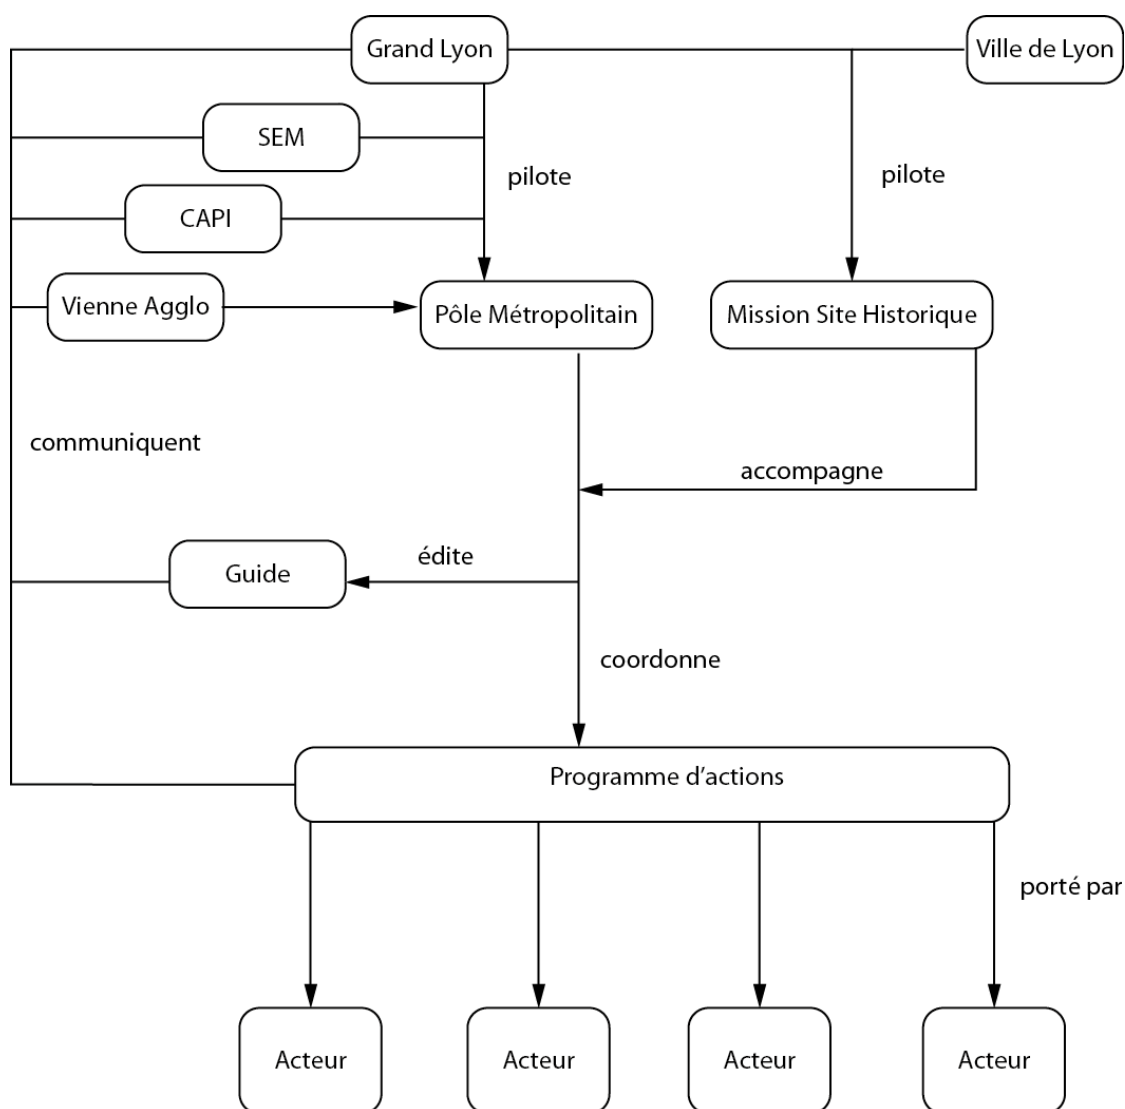 Grand Lyon
Ville de Lyon
SEM
pilote
pilote
CAPI
Vienne Agglo
Pôle Métropolitain
Mission Site Historique
communiquent
accompagne
édite
Guide
coordonne
Programme d’actions
porté par
Acteur
Acteur
Acteur
Acteur